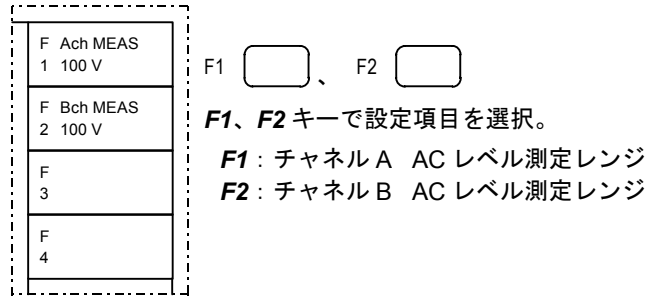 F Ach MEAS
1 100 V
F Bch MEAS
2 100 V
F
3
F
4
F1 、 F2
F1、F2 キーで設定項目を選択。
F1：チャネル A AC レベル測定レンジ
F2：チャネル B AC レベル測定レンジ